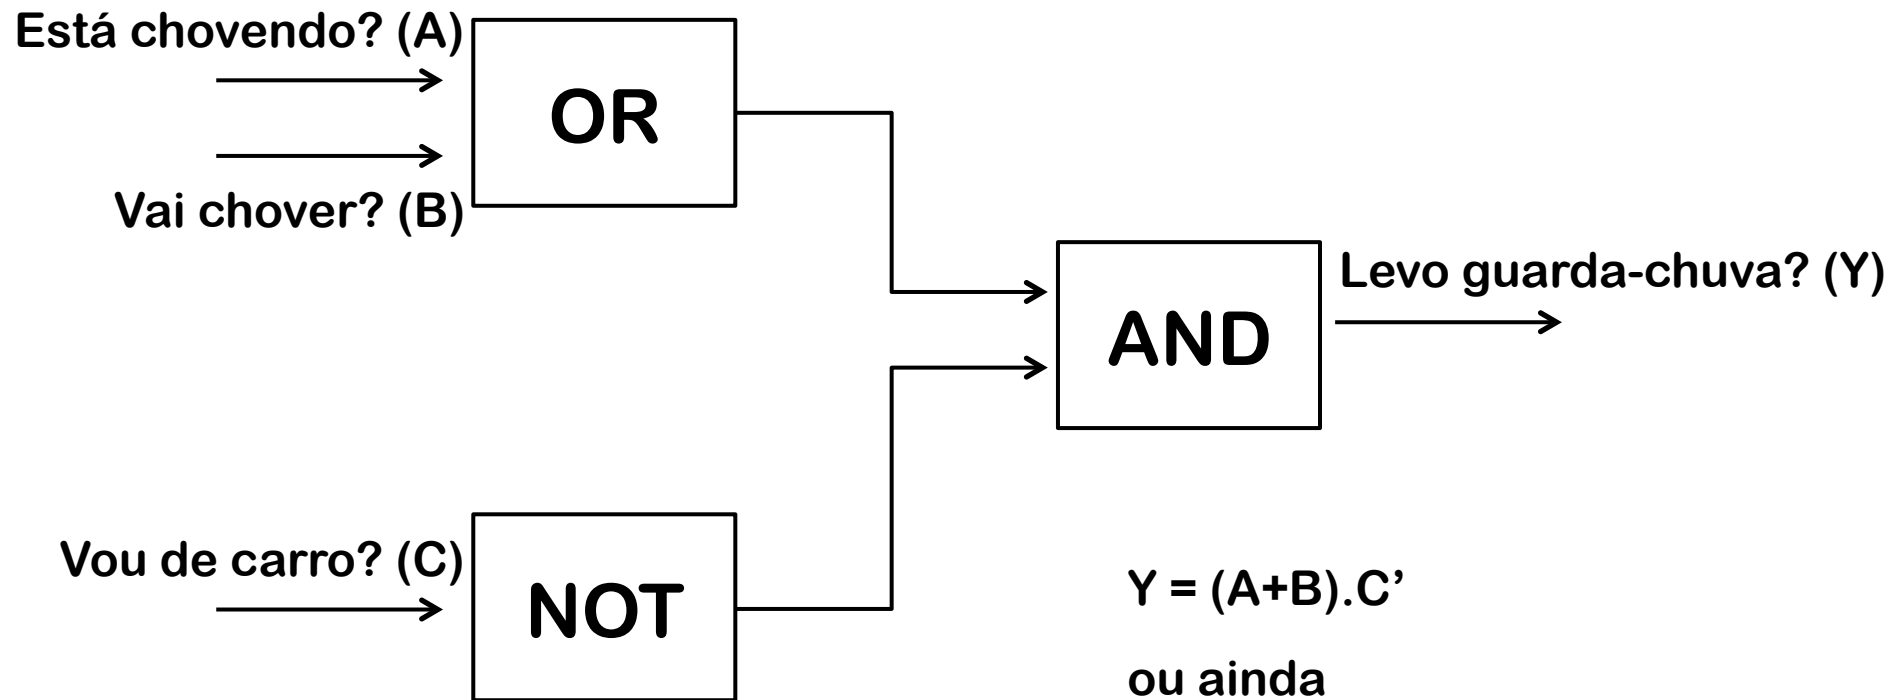 Está chovendo? (A)
OR
Vai chover? (B)
Levo guarda-chuva? (Y)
AND
Vou de carro? (C)
NOT
Y = (A+B).C’
ou ainda